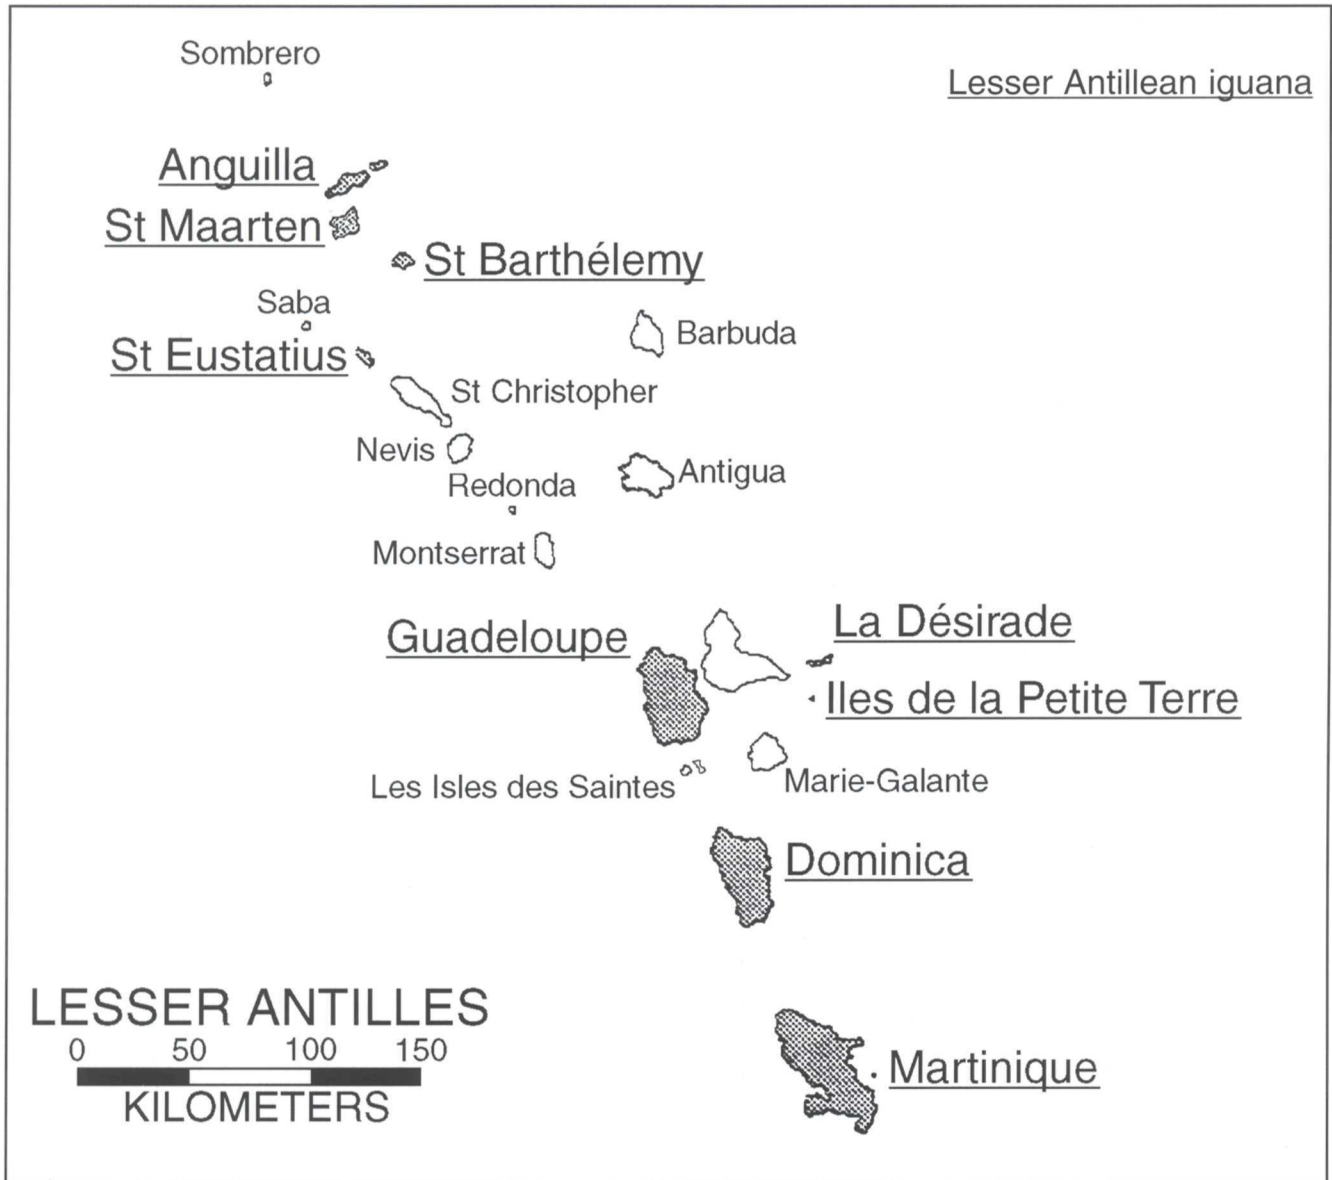 Sombrero
Lesser Antillean iguana
Anguilla
St Maarten
St Barthélemy
Saba
Barbuda
St Eustatius
St Christopher
Nevis
Antigua
Redonda
Montserrat
La Désirade
Guadeloupe
Iles de la Petite Terre
Les Isles des Saintes
Marie-Galante
Dominica
LESSER ANTILLES
0 50 100 150
KILOMETERS
Martinique